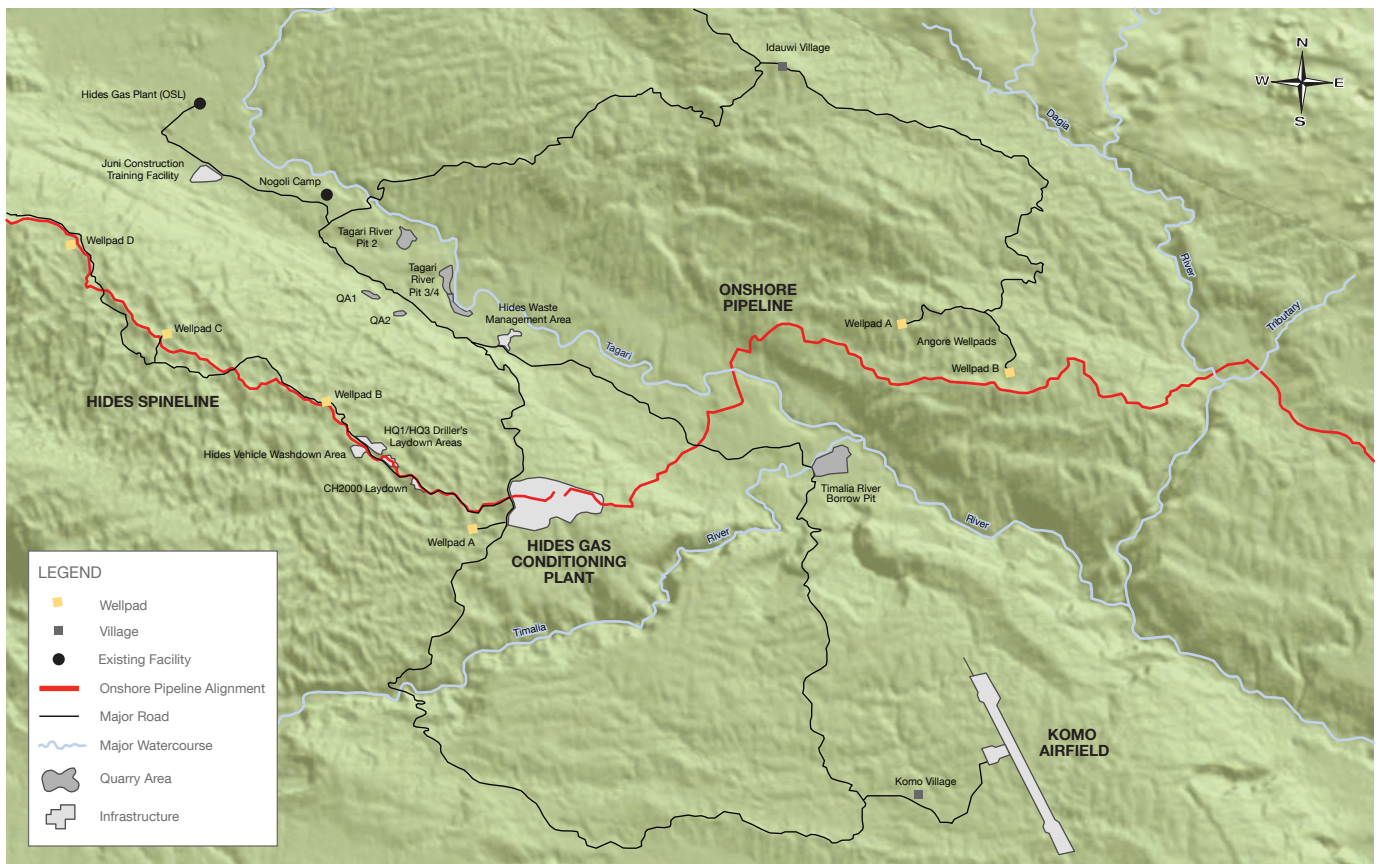 Idauwi Village
N
W
E
S
Hides Gas Plant (OSL)
Dagia
River
Juni Construction
Training Facility
Nogoli Camp
Tagari River
Pit 2
Wellpad D
Tagari
River
Pit 3/4
QA1
QA2
Hides Waste
Management Area
ONSHORE
PIPELINE
Wellpad A
Angore Wellpads
Wellpad B
Tributary
Wellpad C
Tagari
HIDES SPINELINE
Wellpad B
HQ1/HQ3 Driller's
Laydown Areas
Hides Vehicle Washdown Area
CH2000 Laydown
Timalia River
Borrow Pit
River
River
Wellpad A
HIDES GAS
CONDITIONING
PLANT
Timalia
LEGEND
Wellpad
Village
Existing Facility
Onshore Pipeline Alignment
Major Road
Major Watercourse
Quarry Area
Infrastructure
KOMO
AIRFIELD
Komo Village